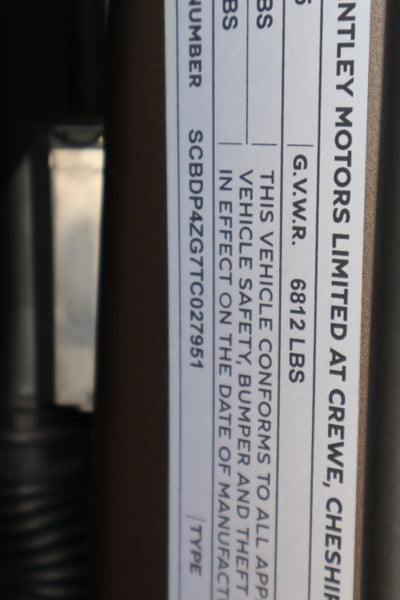 NTLEY MOTORS LIMITED AT CREWE, CHESHIR
G.V.W.R. 6812 LBS
BS THIS VEHICLE CONFORMS TO ALL APP
VEHICLE SAFETY, BUMPER AND THEFT
BS IN EFFECT ON THE DATE OF MANUFACT
NUMBER SCBDP4ZG7TC027951 TYPE